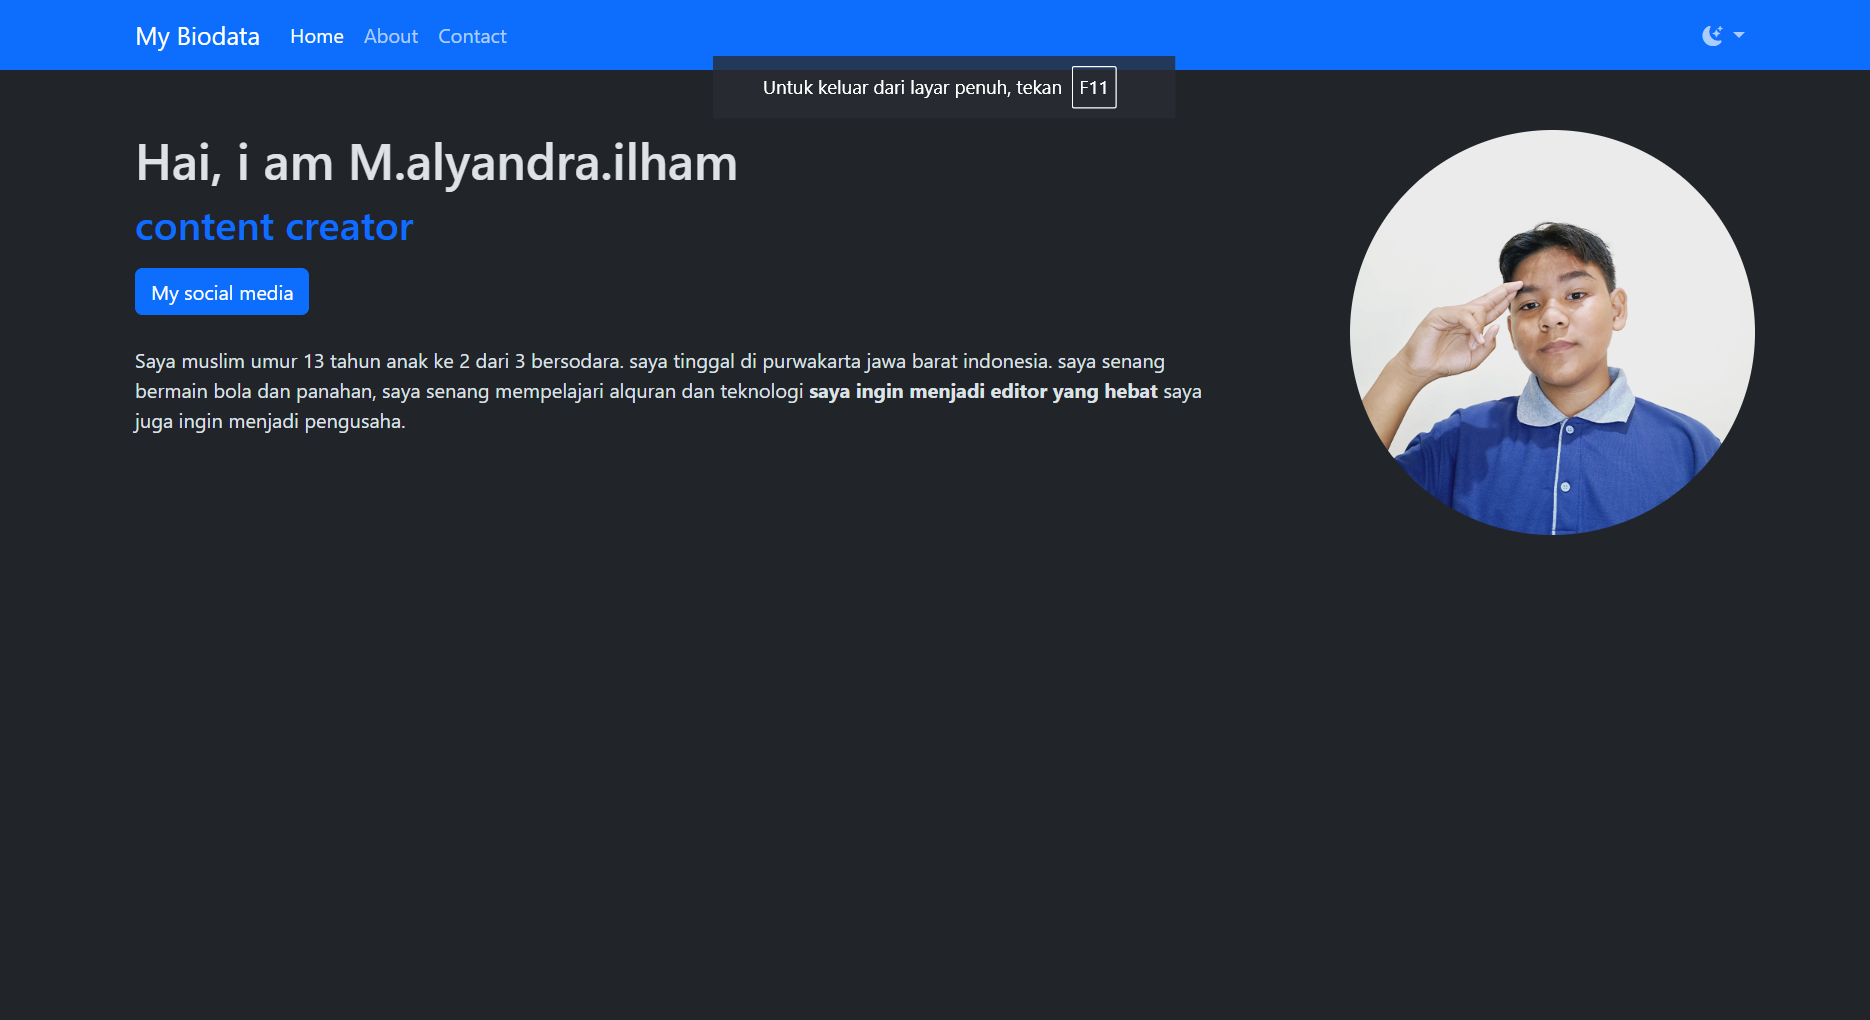 My Biodata Home About Contact
Untuk keluar dari layar penuh, tekan F11
Hai, i am M.alyandra.ilham
content creator
My social media
Saya muslim umur 13 tahun anak ke 2 dari 3 bersodara. saya tinggal di purwakarta jawa barat indonesia. saya senang
bermain bola dan panahan, saya senang mempelajari alquran dan teknologi saya ingin menjadi editor yang hebat saya
juga ingin menjadi pengusaha.